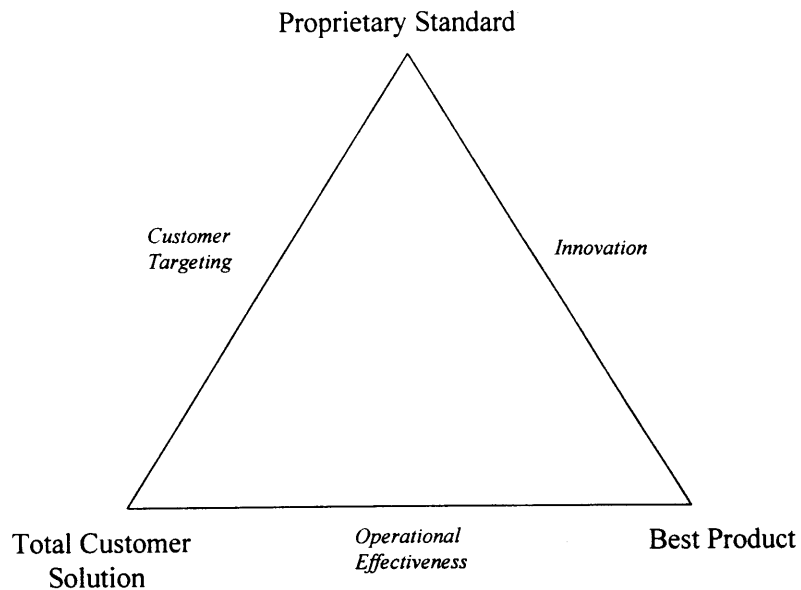 Proprietary Standard
Customer
Targeting
Innovation
Total Customer
Solution
Operational
Effectiveness
Best Product